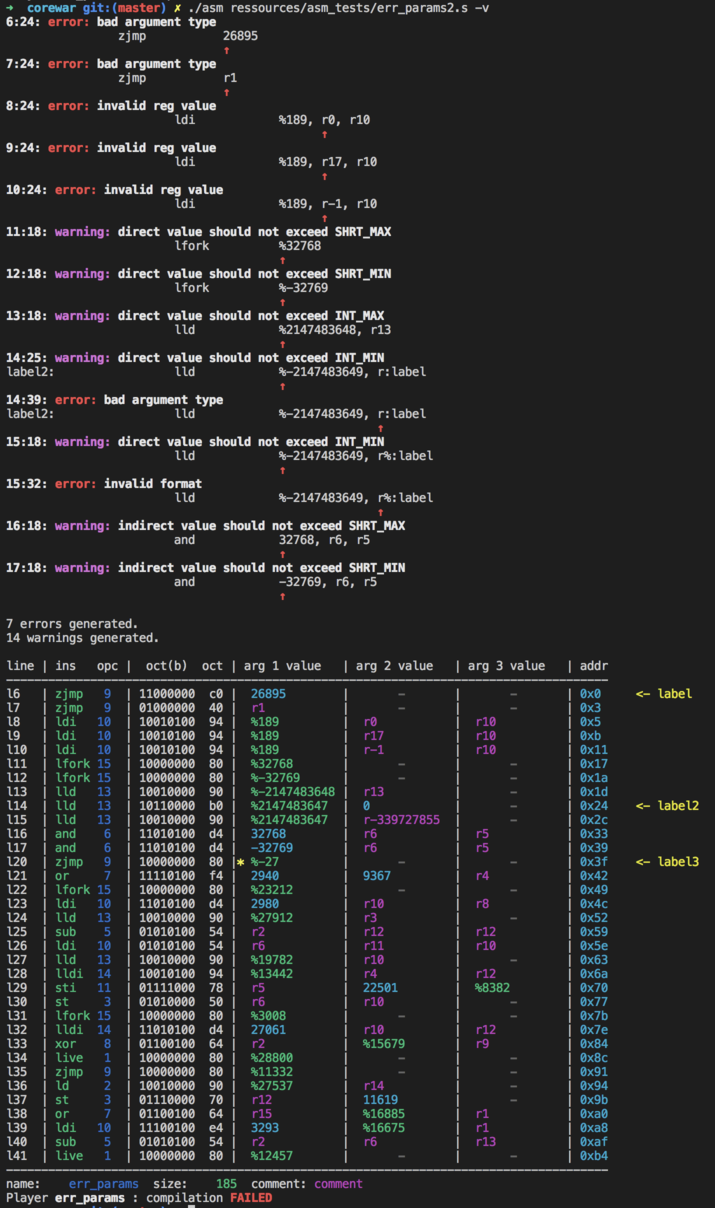 ➜  corewar git:(master) ✗ ./asm ressources/asm_tests/err_params2.s -v
6:24: error: bad argument type
                zjmp           26895
                               ↑
7:24: error: bad argument type
                zjmp           r1
                               ↑
8:24: error: invalid reg value
                        ldi            %189, r0, r10
                                             ↑
9:24: error: invalid reg value
                        ldi            %189, r17, r10
                                             ↑
10:24: error: invalid reg value
                        ldi            %189, r-1, r10
                                             ↑
11:18: warning: direct value should not exceed SHRT_MAX
                        lfork          %32768
                                       ↑
12:18: warning: direct value should not exceed SHRT_MIN
                        lfork          %-32769
                                       ↑
13:18: warning: direct value should not exceed INT_MAX
                        lld            %2147483648, r13
                                       ↑
14:25: warning: direct value should not exceed INT_MIN
label2:                 lld            %-2147483649, r:label
                                       ↑
14:39: error: bad argument type
label2:                 lld            %-2147483649, r:label
                                                     ↑
15:18: warning: direct value should not exceed INT_MIN
                        lld            %-2147483649, r%:label
                                       ↑
15:32: error: invalid format
                        lld            %-2147483649, r%:label
                                                     ↑
16:18: warning: indirect value should not exceed SHRT_MAX
                        and            32768, r6, r5
                                       ↑
17:18: warning: indirect value should not exceed SHRT_MIN
                        and            -32769, r6, r5
                                       ↑
7 errors generated.
14 warnings generated.
line | ins   opc |  oct(b)  oct | arg 1 value   | arg 2 value   | arg 3 value   | addr
l6   | zjmp  9   | 11000000  c0 |  26895        |      –        |      –        | 0x0     <- label
l7   | zjmp  9   | 01000000  40 |  r1           |      –        |      –        | 0x3
l8   | ldi   10  | 10010100  94 |  %189         |  r0           |  r10          | 0x5
l9   | ldi   10  | 10010100  94 |  %189         |  r17          |  r10          | 0xb
l10  | ldi   10  | 10010100  94 |  %189         |  r-1          |  r10          | 0x11
l11  | lfork 15  | 10000000  80 |  %32768       |      –        |      –        | 0x17
l12  | lfork 15  | 10000000  80 |  %-32769      |      –        |      –        | 0x1a
l13  | lld   13  | 10010000  90 |  %-2147483648 |  r13          |      –        | 0x1d
l14  | lld   13  | 10110000  b0 |  %2147483647  |  0            |      –        | 0x24    <- label2
l15  | lld   13  | 10010000  90 |  %2147483647  |  r-339727855  |      –        | 0x2c
l16  | and   6   | 11010100  d4 |  32768        |  r6           |  r5           | 0x33
l17  | and   6   | 11010100  d4 |  -32769       |  r6           |  r5           | 0x39
l20  | zjmp  9   | 10000000  80 |* %-27         |      –        |      –        | 0x3f    <- label3
l21  | or    7   | 11110100  f4 |  2940         |  9367         |  r4           | 0x42
l22  | lfork 15  | 10000000  80 |  %23212       |      –        |      –        | 0x49
l23  | ldi   10  | 11010100  d4 |  2980         |  r10          |  r8           | 0x4c
l24  | lld   13  | 10010000  90 |  %27912       |  r3           |      –        | 0x52
l25  | sub   5   | 01010100  54 |  r2           |  r12          |  r12          | 0x59
l26  | ldi   10  | 01010100  54 |  r6           |  r11          |  r10          | 0x5e
l27  | lld   13  | 10010000  90 |  %19782       |  r10          |      –        | 0x63
l28  | lldi  14  | 10010100  94 |  %13442       |  r4           |  r12          | 0x6a
l29  | sti   11  | 01111000  78 |  r5           |  22501        |  %8382        | 0x70
l30  | st    3   | 01010000  50 |  r6           |  r10          |      –        | 0x77
l31  | lfork 15  | 10000000  80 |  %3008        |      –        |      –        | 0x7b
l32  | lldi  14  | 11010100  d4 |  27061        |  r10          |  r12          | 0x7e
l33  | xor   8   | 01100100  64 |  r2           |  %15679       |  r9           | 0x84
l34  | live  1   | 10000000  80 |  %28800       |      –        |      –        | 0x8c
l35  | zjmp  9   | 10000000  80 |  %11332       |      –        |      –        | 0x91
l36  | ld    2   | 10010000  90 |  %27537       |  r14          |      –        | 0x94
l37  | st    3   | 01110000  70 |  r12          |  11619        |      –        | 0x9b
l38  | or    7   | 01100100  64 |  r15          |  %16885       |  r1           | 0xa0
l39  | ldi   10  | 11100100  e4 |  3293         |  %16675       |  r1           | 0xa8
l40  | sub   5   | 01010100  54 |  r2           |  r6           |  r13          | 0xaf
l41  | live  1   | 10000000  80 |  %12457       |      –        |      –        | 0xb4
name:    err_params  size:    185  comment: comment
Player err_params : compilation FAILED